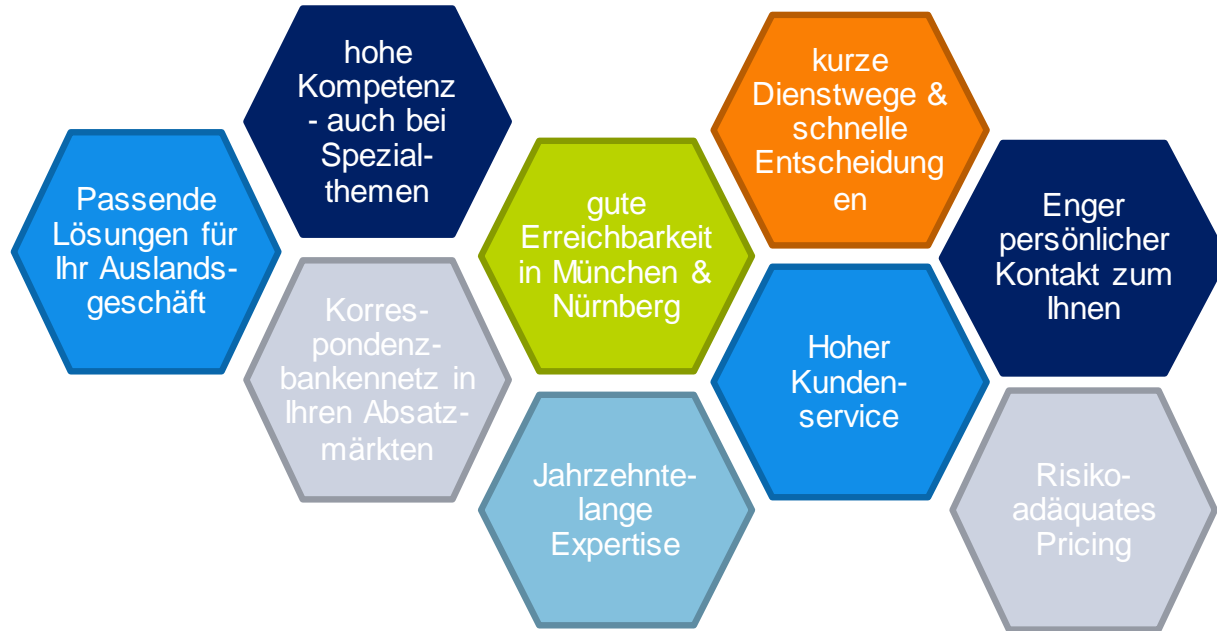 hohe
Kompetenz
- auch bei
Spezial-
themen
kurze
Dienstwege &
schnelle
Entscheidung
en
Passende
Lösungen für
Ihr Auslands-
geschäft
gute
Erreichbarkeit
in München &
Nürnberg
Enger
persönlicher
Kontakt zum
Ihnen
Korres-
pondenz-
bankennetz in
Ihren Absatz-
märkten
Hoher
Kunden-
service
Jahrzehnte-
lange
Expertise
Risiko-
adäquates
Pricing